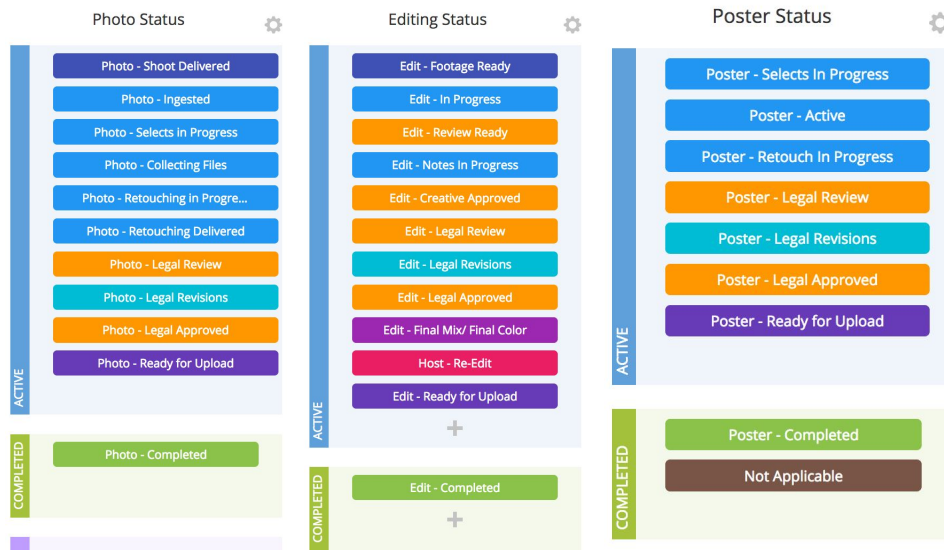 Photo Status
ACTIVE
Photo - Shoot Delivered
Photo - Ingested
Photo - Selects in Progress
Photo - Collecting Files
Photo - Retouching in Progre...
Photo - Retouching Delivered
Photo - Legal Review
Photo - Legal Revisions
Photo - Legal Approved
Photo - Ready for Upload
COMPLETED
Photo - Completed
Editing Status
ACTIVE
Edit - Footage Ready
Edit - In Progress
Edit - Review Ready
Edit - Notes In Progress
Edit - Creative Approved
Edit - Legal Review
Edit - Legal Revisions
Edit - Legal Approved
Edit - Final Mix/ Final Color
Host - Re-Edit
Edit - Ready for Upload
COMPLETED
Edit - Completed
Poster Status
ACTIVE
Poster - Selects In Progress
Poster - Active
Poster - Retouch In Progress
Poster - Legal Review
Poster - Legal Revisions
Poster - Legal Approved
Poster - Ready for Upload
COMPLETED
Poster - Completed
Not Applicable